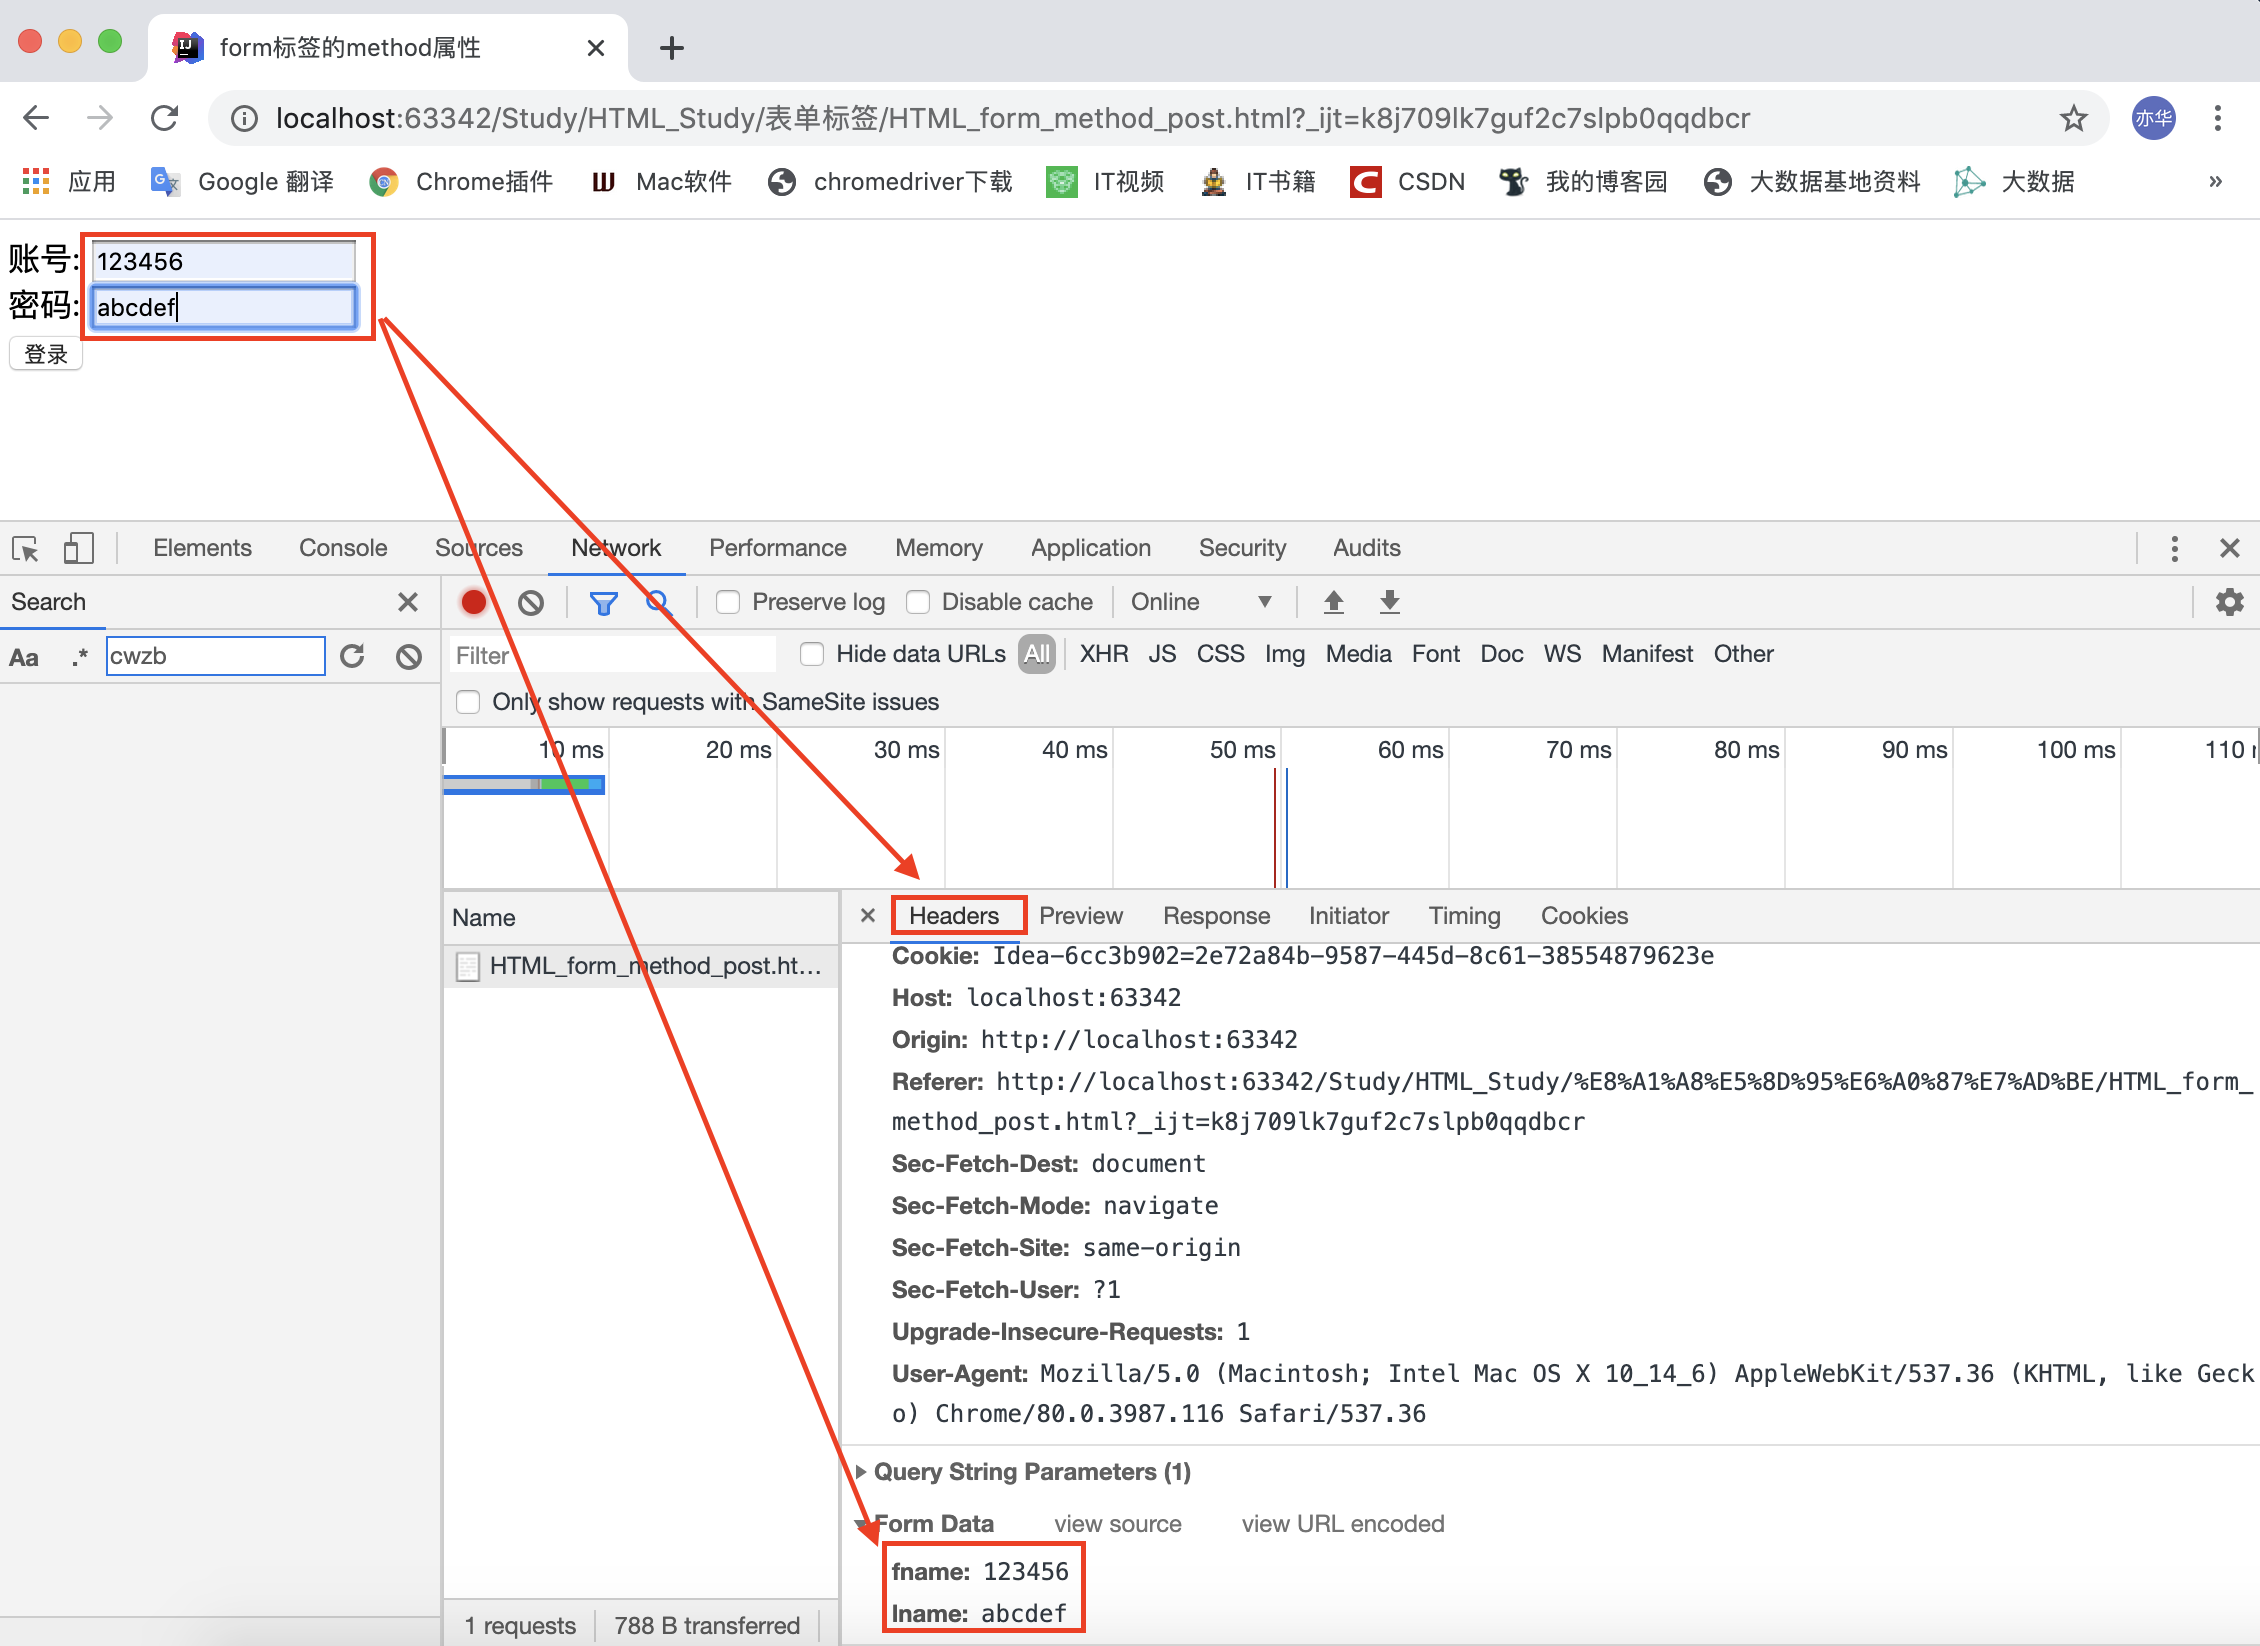 form标签的method属性
localhost:63342/Study/HTML_Study/表单标签/HTML_form_method_post.html?_ijt=k8j709lk7guf2c7slpb0qqdbcr
亦华
应用 Google 翻译 Chrome插件 Mac软件 chromedriver下载 IT视频 IT书籍 CSDN 我的博客园 大数据基地资料 大数据 »
账号: 123456
密码: abcdef
登录
Elements Console Sources Network Performance Memory Application Security Audits
Search
Preserve log Disable cache Online
Aa .* cwzb
Filter Hide data URLs All XHR JS CSS Img Media Font Doc WS Manifest Other
Only show requests with SameSite issues
10 ms 20 ms 30 ms 40 ms 50 ms 60 ms 70 ms 80 ms 90 ms 100 ms 110
Name
HTML_form_method_post.ht...
Headers Preview Response Initiator Timing Cookies
Cookie: Idea-6cc3b902=2e72a84b-9587-445d-8c61-38554879623e
Host: localhost:63342
Origin: http://localhost:63342
Referer: http://localhost:63342/Study/HTML_Study/%E8%A1%A8%E5%8D%95%E6%A0%87%E7%AD%BE/HTML_form_
method_post.html?_ijt=k8j709lk7guf2c7slpb0qqdbcr
Sec-Fetch-Dest: document
Sec-Fetch-Mode: navigate
Sec-Fetch-Site: same-origin
Sec-Fetch-User: ?1
Upgrade-Insecure-Requests: 1
User-Agent: Mozilla/5.0 (Macintosh; Intel Mac OS X 10_14_6) AppleWebKit/537.36 (KHTML, like Geck
o) Chrome/80.0.3987.116 Safari/537.36
Query String Parameters (1)
Form Data view source view URL encoded
fname: 123456
lname: abcdef
1 requests 788 B transferred